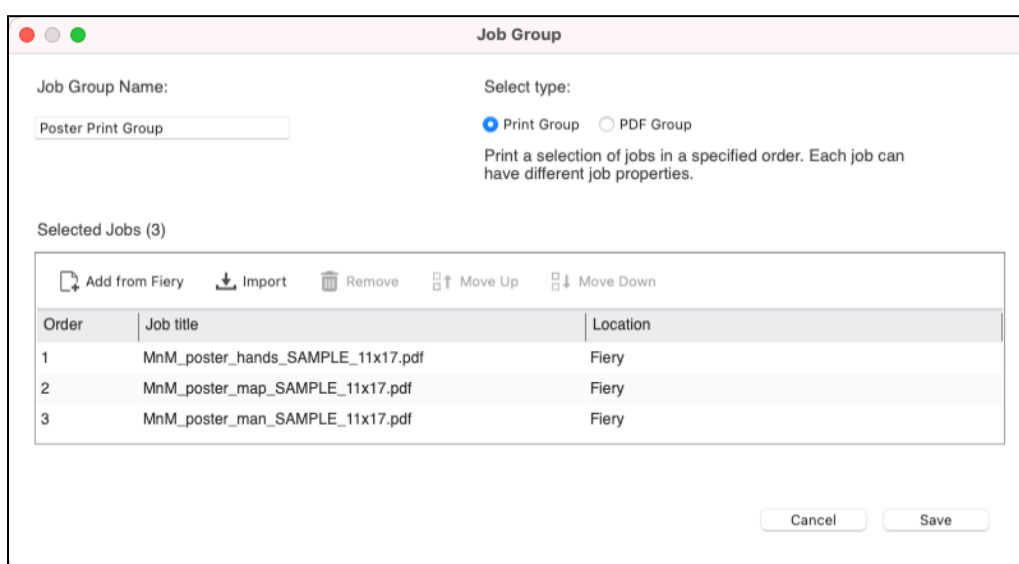 Job Group
Job Group Name:
Poster Print Group
Select type:
Print Group PDF Group
Print a selection of jobs in a specified order. Each job can
have different job properties.
Selected Jobs (3)
Add from Fiery Import Remove Move Up Move Down
Order Job title Location
1 MnM_poster_hands_SAMPLE_11x17.pdf Fiery
2 MnM_poster_map_SAMPLE_11x17.pdf Fiery
3 MnM_poster_man_SAMPLE_11x17.pdf Fiery
Cancel Save